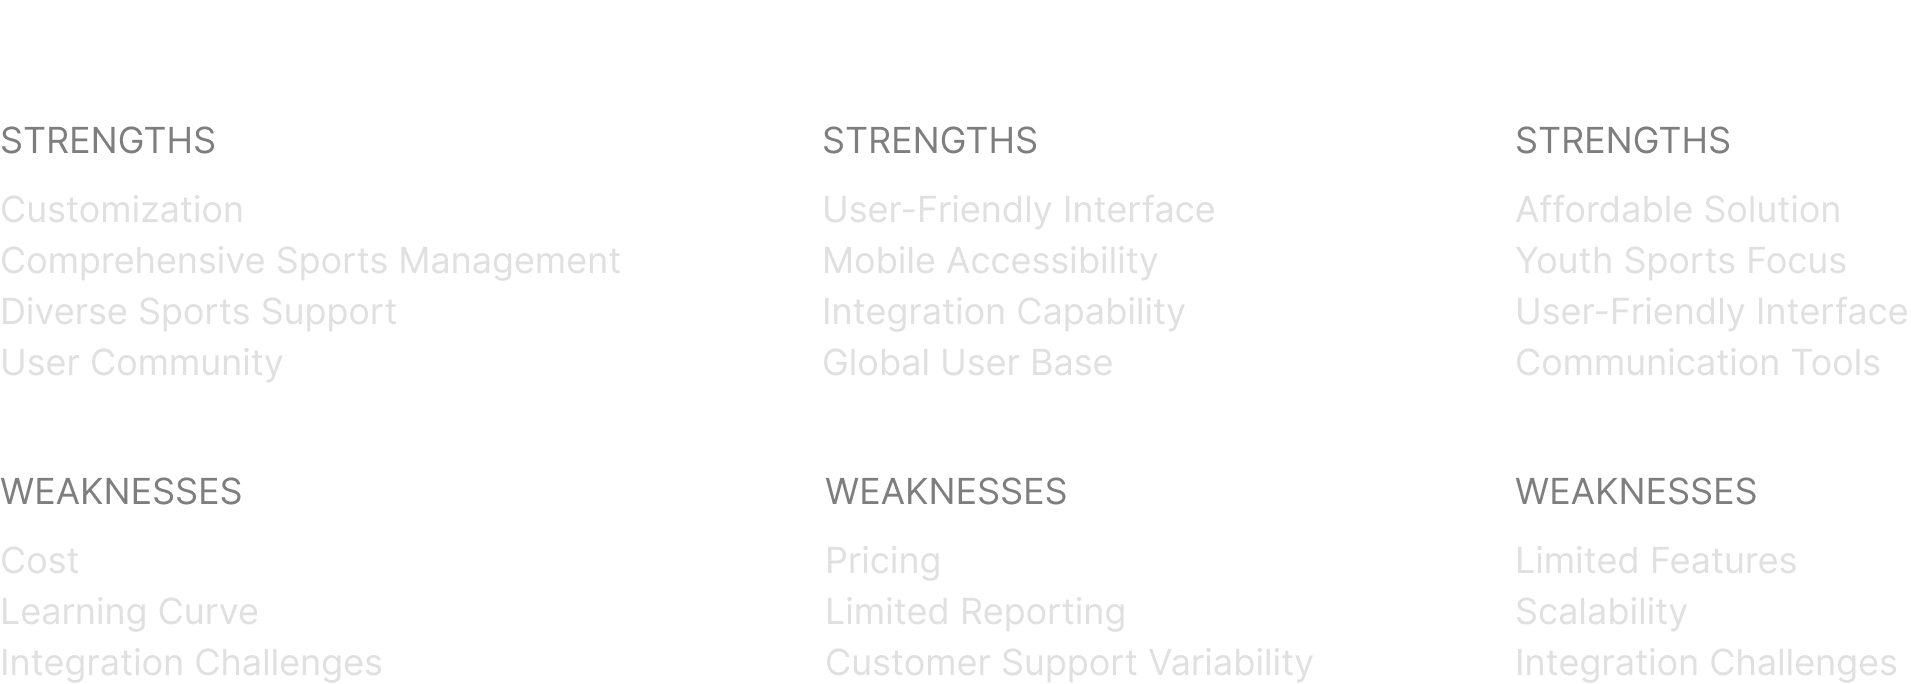 STRENGTHS
Customization
Comprehensive Sports Management
Diverse Sports Support
User Community
WEAKNESSES
Cost
Learning Curve
Integration Challenges
STRENGTHS
User-Friendly Interface
Mobile Accessibility
Integration Capability
Global User Base
WEAKNESSES
Pricing
Limited Reporting
Customer Support Variability
STRENGTHS
Affordable Solution
Youth Sports Focus
User-Friendly Interface
Communication Tools
WEAKNESSES
Limited Features
Scalability
Integration Challenges